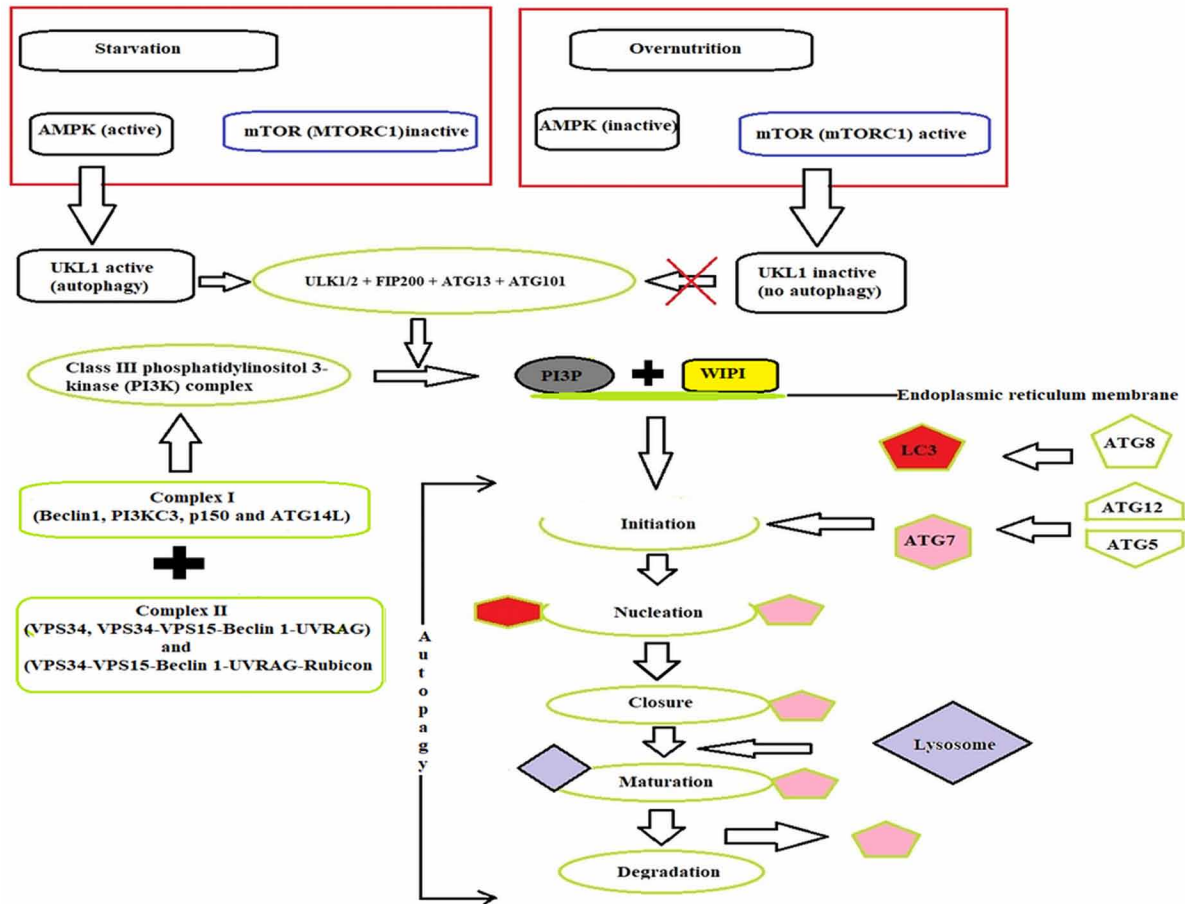 Starvation
Overnutrition
AMPK (active)
mTOR (MTORC1)inactive
AMPK (inactive)
mTOR (mTORC1) active
UKL1 active
(autophagy)
ULK1/2 + FIP200 + ATG13 + ATG101
UKL1 inactive
(no autophagy)
Class III phosphatidylinositol 3-
kinase (PI3K) complex
PI3P
WIPI
Endoplasmic reticulum membrane
LC3
ATG8
Complex I
(Beclin1, PI3KC3, p150 and ATG14L)
Initiation
ATG7
ATG12
ATG5
Complex II
(VPS34, VPS34-VPS15-Beclin 1-UVRAG)
and
(VPS34-VPS15-Beclin 1-UVRAG-Rubicon
Nucleation
Autopagy
Closure
Lysosome
Maturation
Degradation